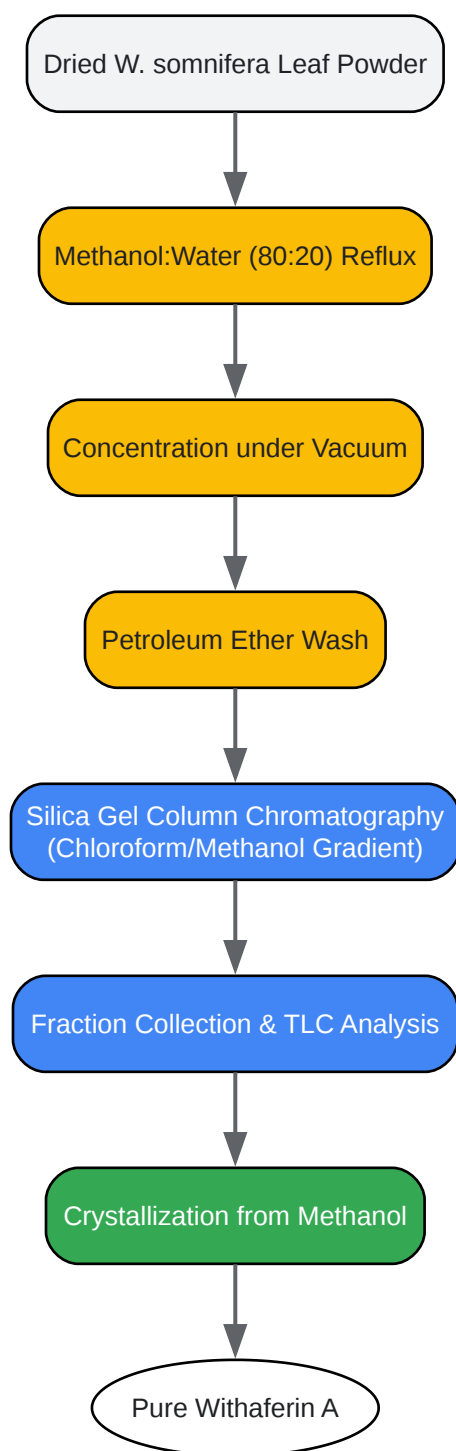 Dried W. somnifera Leaf Powder
Methanol:Water (80:20) Reflux
Concentration under Vacuum
Petroleum Ether Wash
Silica Gel Column Chromatography
(Chloroform/Methanol Gradient)
Fraction Collection & TLC Analysis
Crystallization from Methanol
Pure Withaferin A